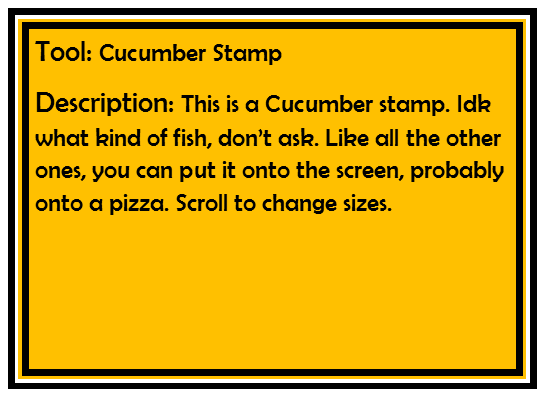 Tool: Cucumber Stamp
Description: This is a Cucumber stamp. Idk
what kind of fish, don’t ask. Like all the other
ones, you can put it onto the screen, probably
onto a pizza. Scroll to change sizes.